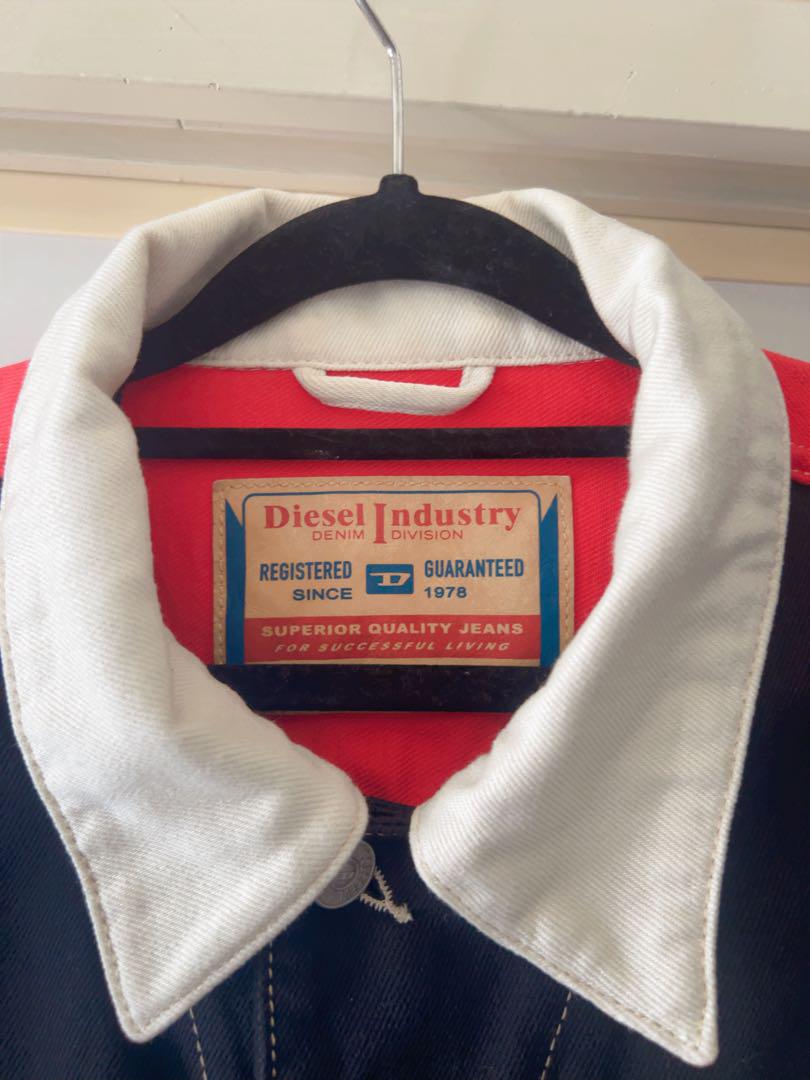 Diesel Industry
DENIM DIVISION
REGISTERED D GUARANTEED
SINCE 1978
SUPERIOR QUALITY JEANS
FOR SUCCESSFUL LIVING